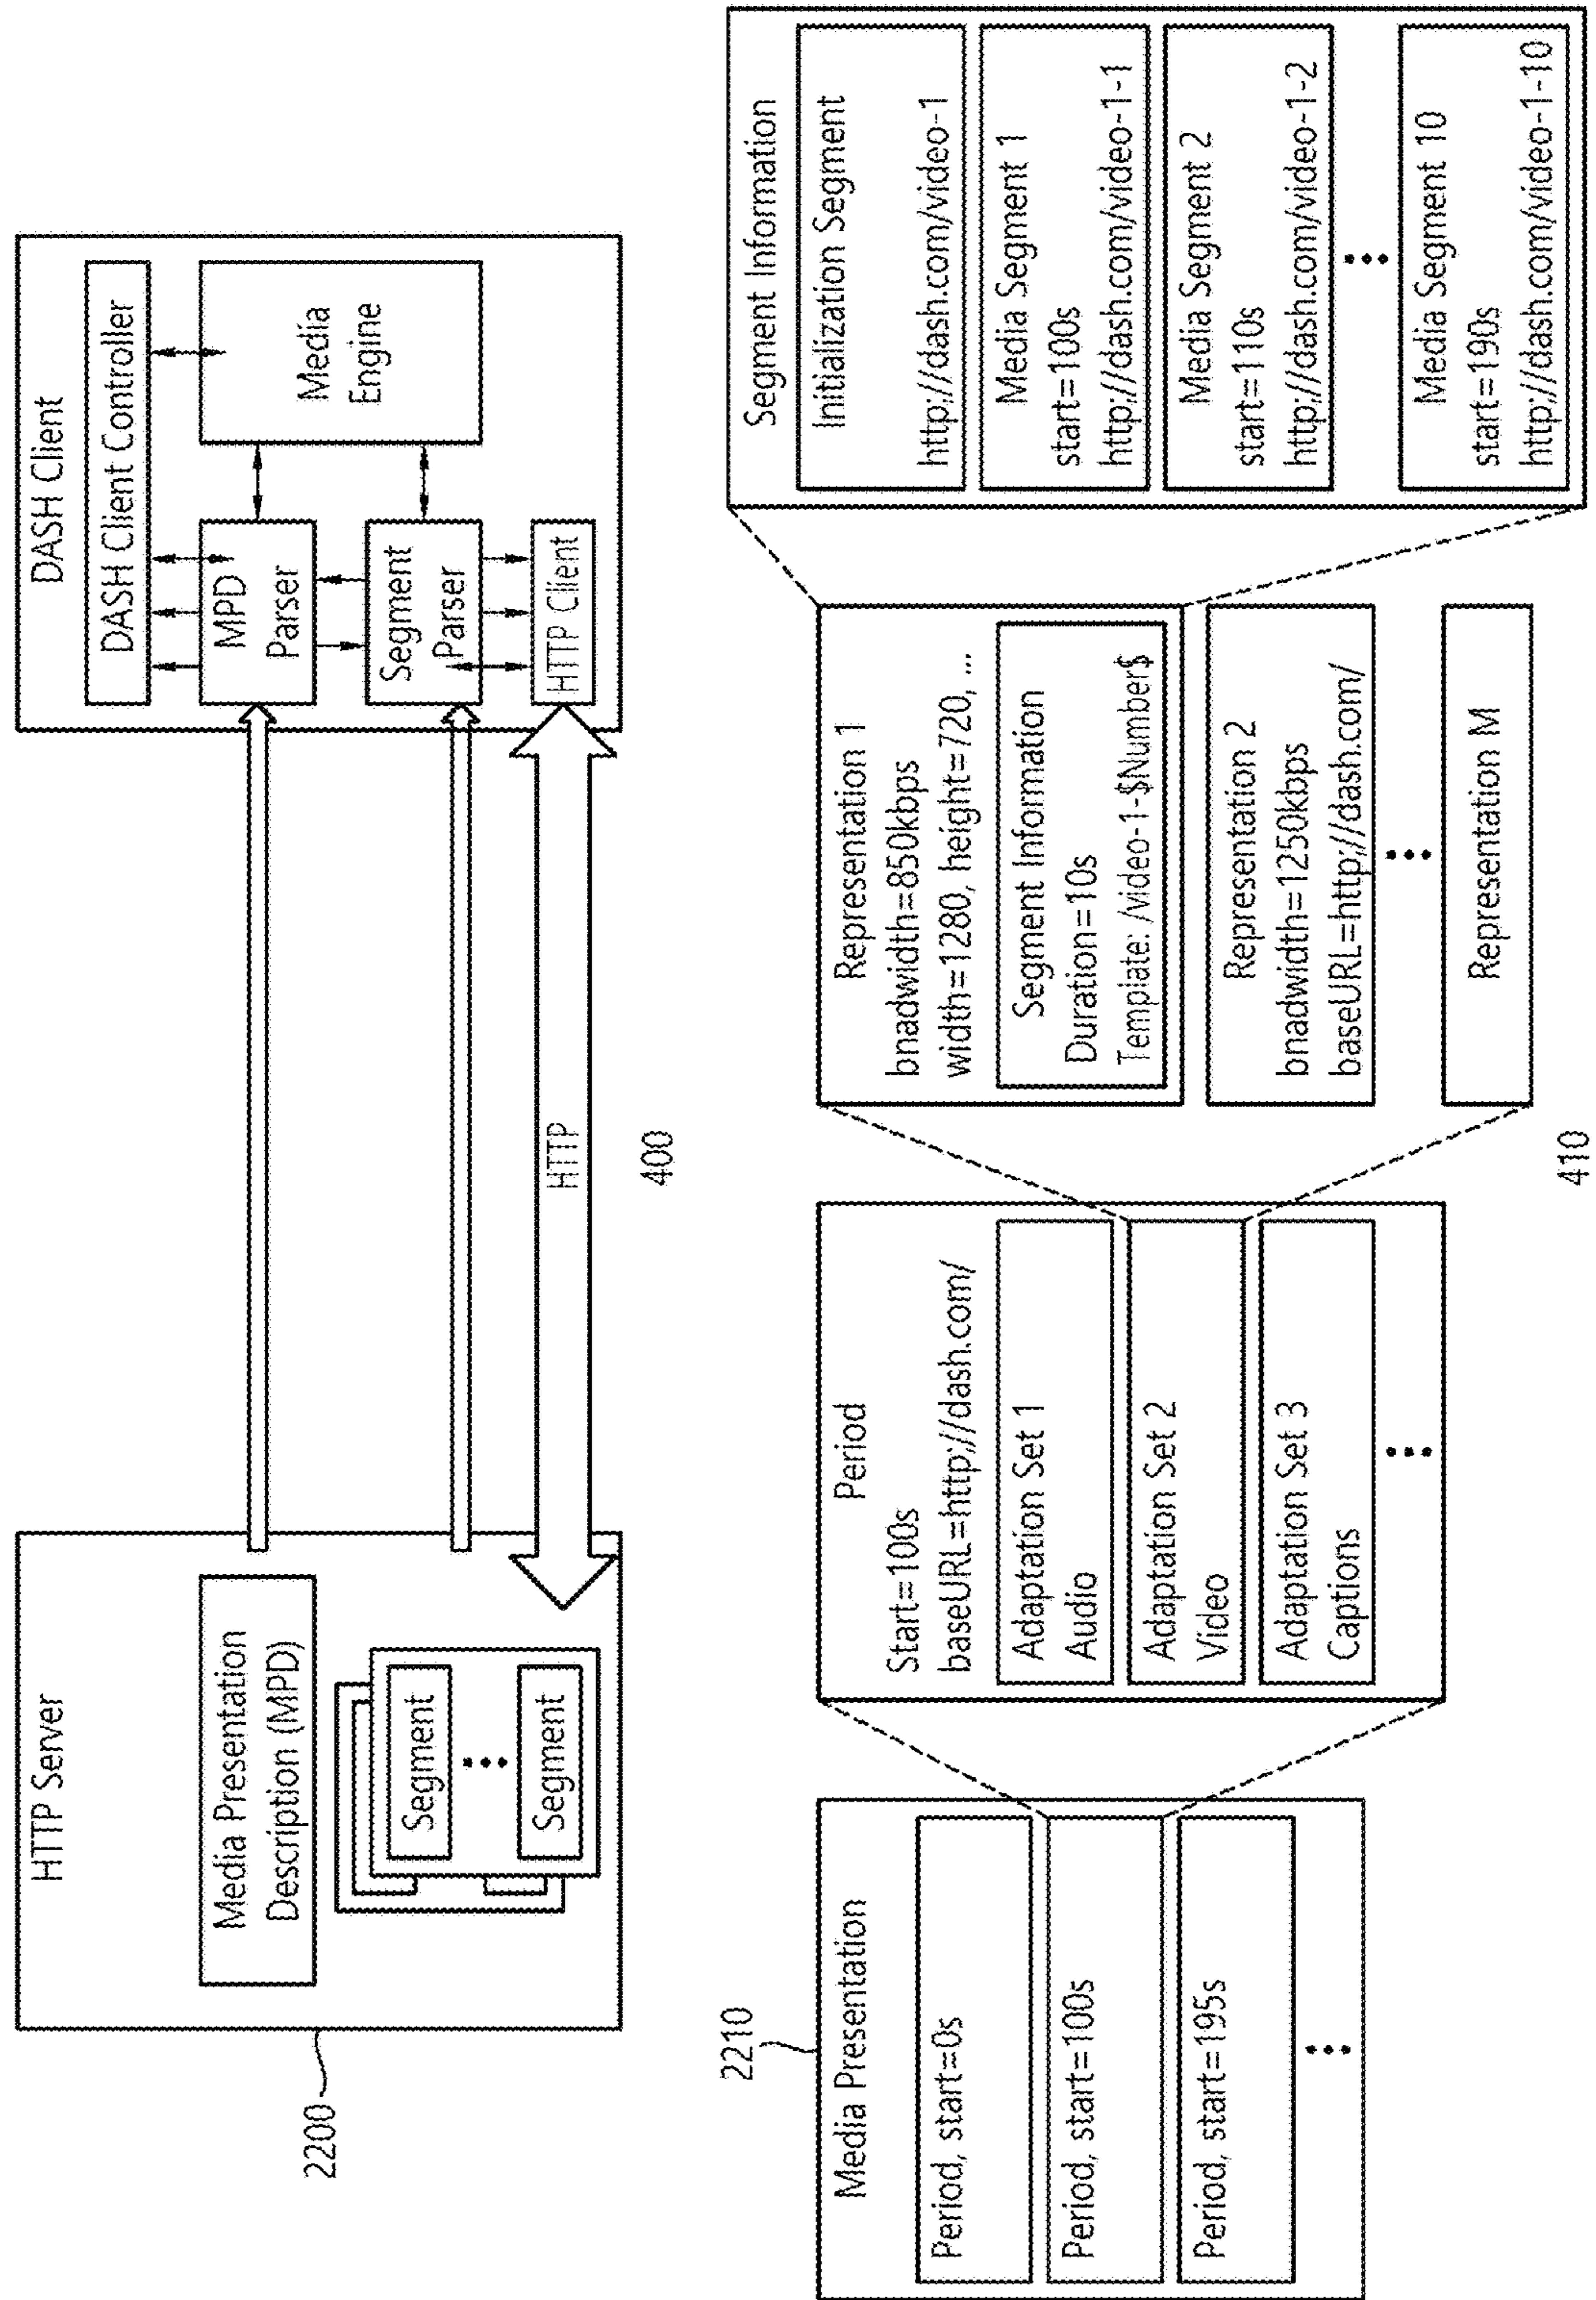 HTTP Server
Media Presentation
Description (MPD)
Segment
Segment
2200
HTTP
400
DASH Client
DASH Client Controller
MPD
Parser
Media
Engine
Segment
Parser
HTTP Client
2210
Media Presentation
Period, start=0s
Period, start=100s
Period, start=195s
Period
Start=100s
baseURL=http://dash.com/
Adaptation Set 1
Audio
Adaptation Set 2
Video
Adaptation Set 3
Captions
Representation 1
bnadwidth=850kbps
width=1280, height=720, ...
Segment Information
Duration=10s
Template: /video-1-$Number$
Representation 2
bnadwidth=1250kbps
baseURL=http://dash.com/
Representation M
Segment Information
Initialization Segment
http://dash.com/video-1
Media Segment 1
start=100s
http://dash.com/video-1-1
Media Segment 2
start=110s
http://dash.com/video-1-2
Media Segment 10
start=190s
http://dash.com/video-1-10
410